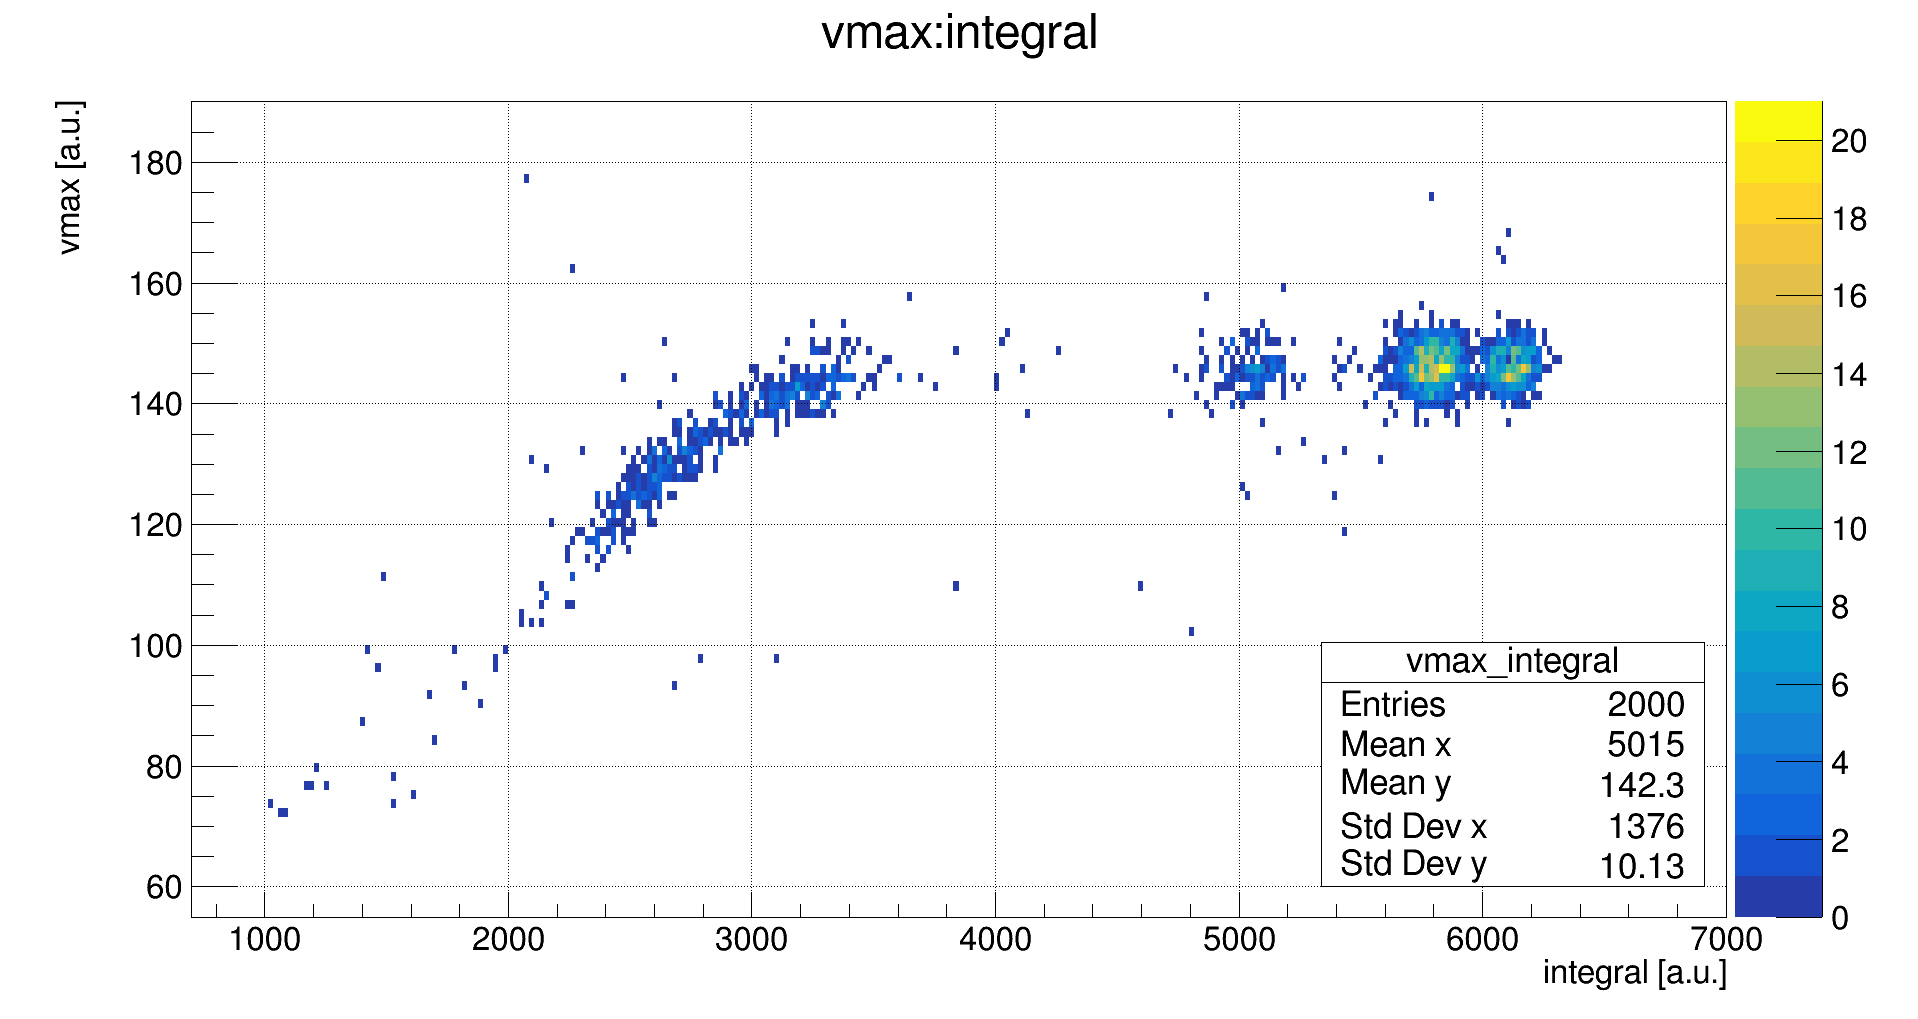 vmax:integral
vmax [a.u.]
180
160
140
120
100
80
60
1000 2000 3000 4000 5000 6000 7000
integral [a.u.]
20
18
16
14
12
10
8
6
4
2
0
vmax_integral
Entries 2000
Mean x 5015
Mean y 142.3
Std Dev x 1376
Std Dev y 10.13